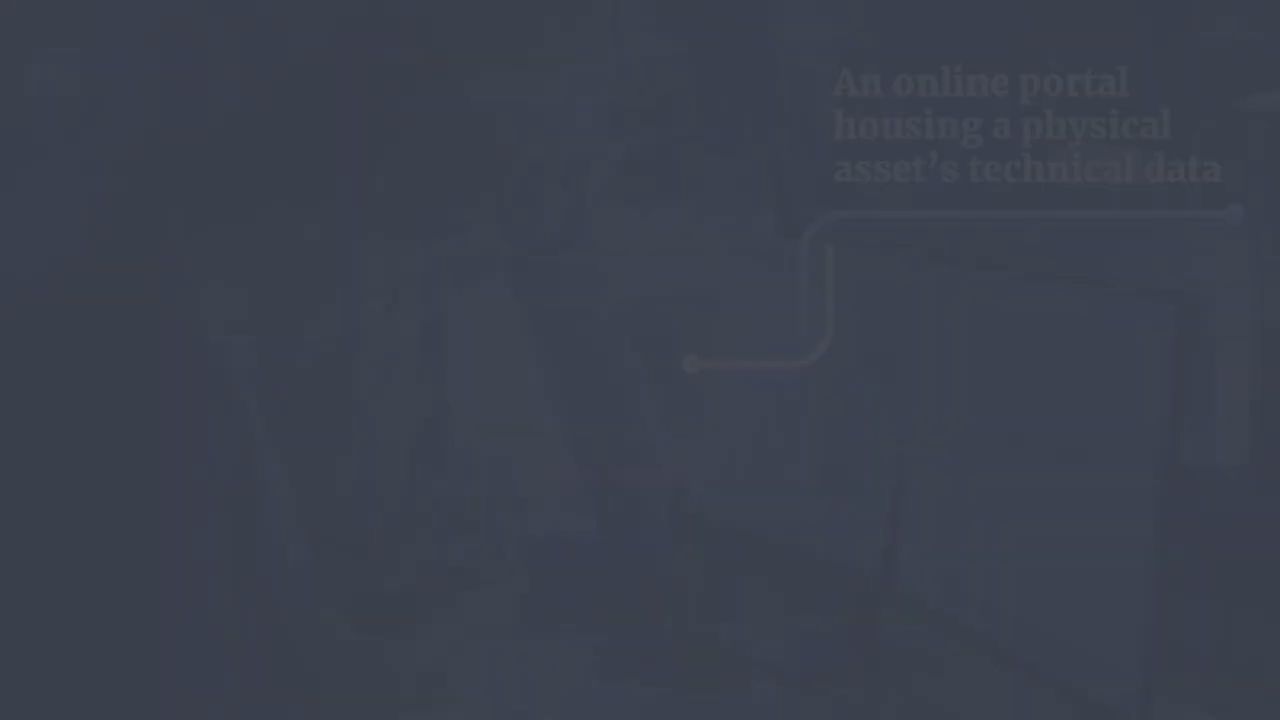 An online portal
housing a physical
asset’s technical data